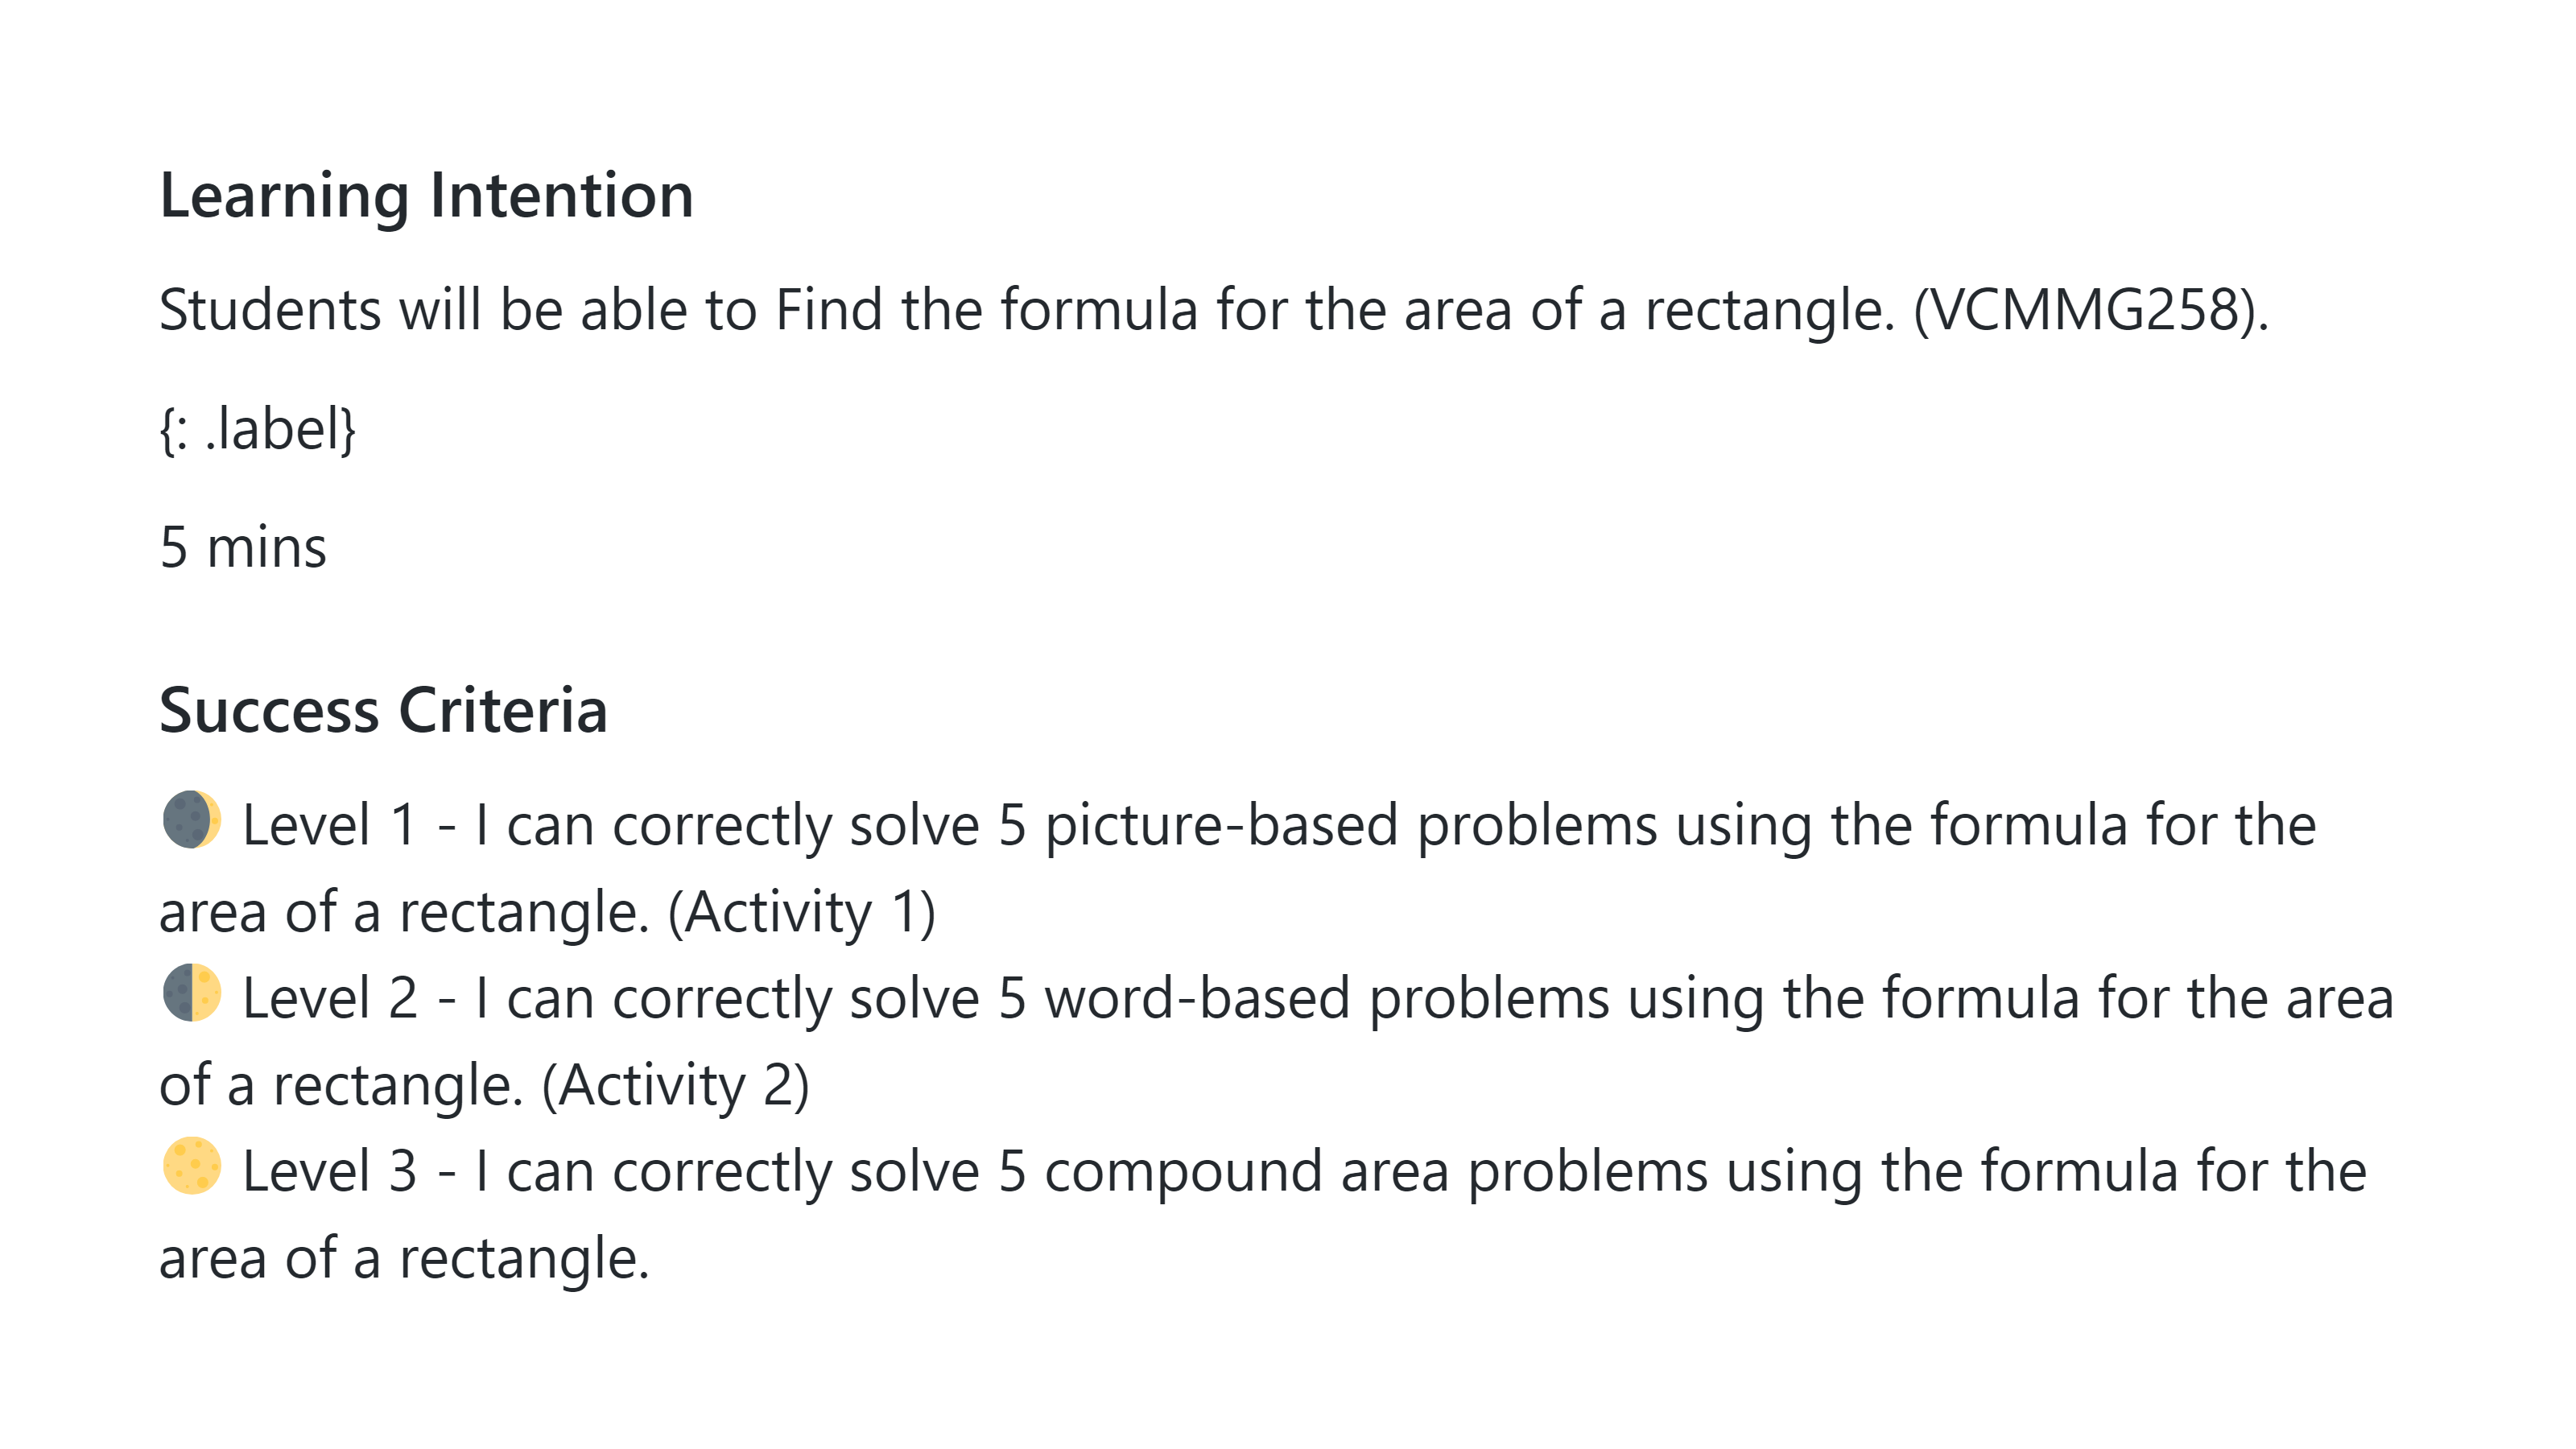 Learning Intention
Students will be able to Find the formula for the area of a rectangle. (VCMMG258).
{: .label}
5 mins
Success Criteria
🌒 Level 1 - I can correctly solve 5 picture-based problems using the formula for the
area of a rectangle. (Activity 1)
🌓 Level 2 - I can correctly solve 5 word-based problems using the formula for the area
of a rectangle. (Activity 2)
🌕 Level 3 - I can correctly solve 5 compound area problems using the formula for the
area of a rectangle.